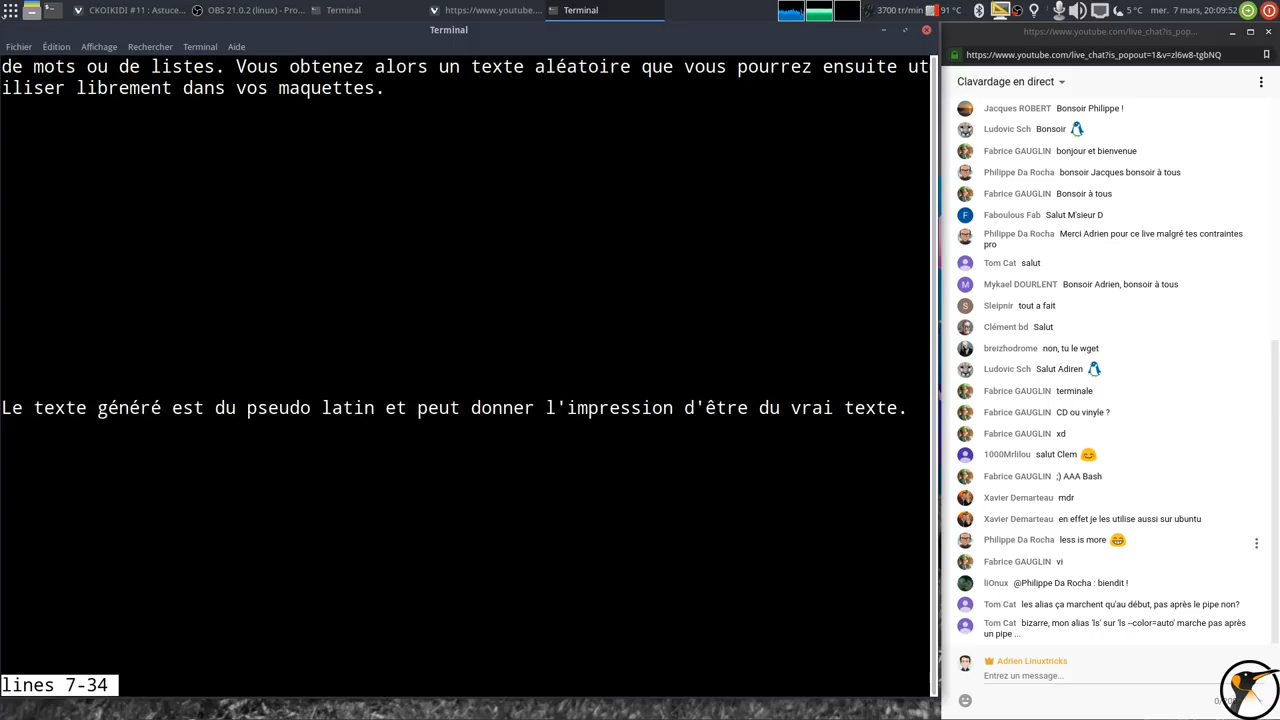 CKOIKIDI #11 : Astuce...
OBS 21.0.2 (linux) - Pro...
Terminal
https://www.youtube....
Terminal
3700 tr/min
91 °C
5 °C
mer. 7 mars, 20:09:52
Terminal
Fichier Édition Affichage Rechercher Terminal Aide
de mots ou de listes. Vous
iliser librement dans vos maquettes.
Le texte généré est du pseudo latin et peut donner l'impression d'être du vrai texte.
lines 7-34
https://www.youtube.com/live_chat?is_pop...
https://www.youtube.com/live_chat?is_popout=1&v=zl6w8-tgbNQ
Clavardage en direct
Jacques ROBERT Bonsoir Philippe !
Ludovic Sch Bonsoir
Fabrice GAUGLIN bonjour et bienvenue
Philippe Da Rocha bonsoir Jacques bonsoir à tous
Fabrice GAUGLIN Bonsoir à tous
F Faboulous Fab Salut M'sieur D
Philippe Da Rocha Merci Adrien pour ce live malgré tes contraintes
pro
Tom Cat salut
M Mykael DOURLENT Bonsoir Adrien, bonsoir à tous
S Sleipnir tout a fait
Clément bd Salut
breizhodrome non, tu le wget
Ludovic Sch Salut Adiren
Fabrice GAUGLIN terminale
Fabrice GAUGLIN CD ou vinyle ?
Fabrice GAUGLIN xd
1000Mrlilou salut Clem
Fabrice GAUGLIN ;) AAA Bash
Xavier Demarteau mdr
Xavier Demarteau en effet je les utilise aussi sur ubuntu
Philippe Da Rocha less is more
Fabrice GAUGLIN vi
liOnux @Philippe Da Rocha : biendit !
Tom Cat les alias ça marchent qu'au début, pas après le pipe non?
Tom Cat bizarre, mon alias 'ls' sur 'ls --color=auto' marche pas après
un pipe ...
Adrien Linuxtricks
Entrez un message...